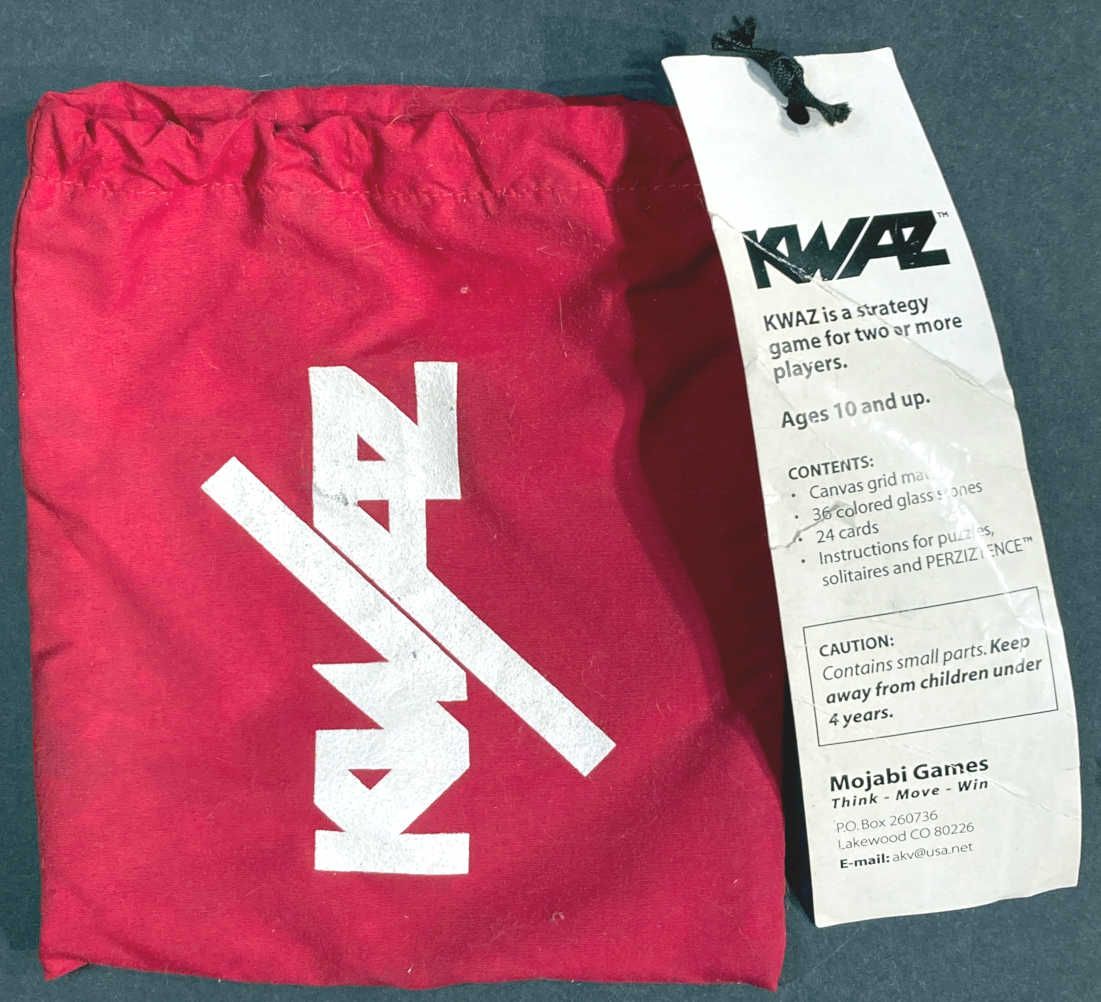 KWAZ
KWAZ™
KWAZ is a strategy
game for two or more
players.
Ages 10 and up.
CONTENTS:
• Canvas grid
• 36 colored glass stones
• 24 cards
• Instructions for puzzles,
solitaires and PERZIZTENCE™
CAUTION:
Contains small parts. Keep
away from children under
4 years.
Mojabi Games
Think - Move - Win
P.O. Box 260736
Lakewood CO 80226
E-mail: akv@usa.net